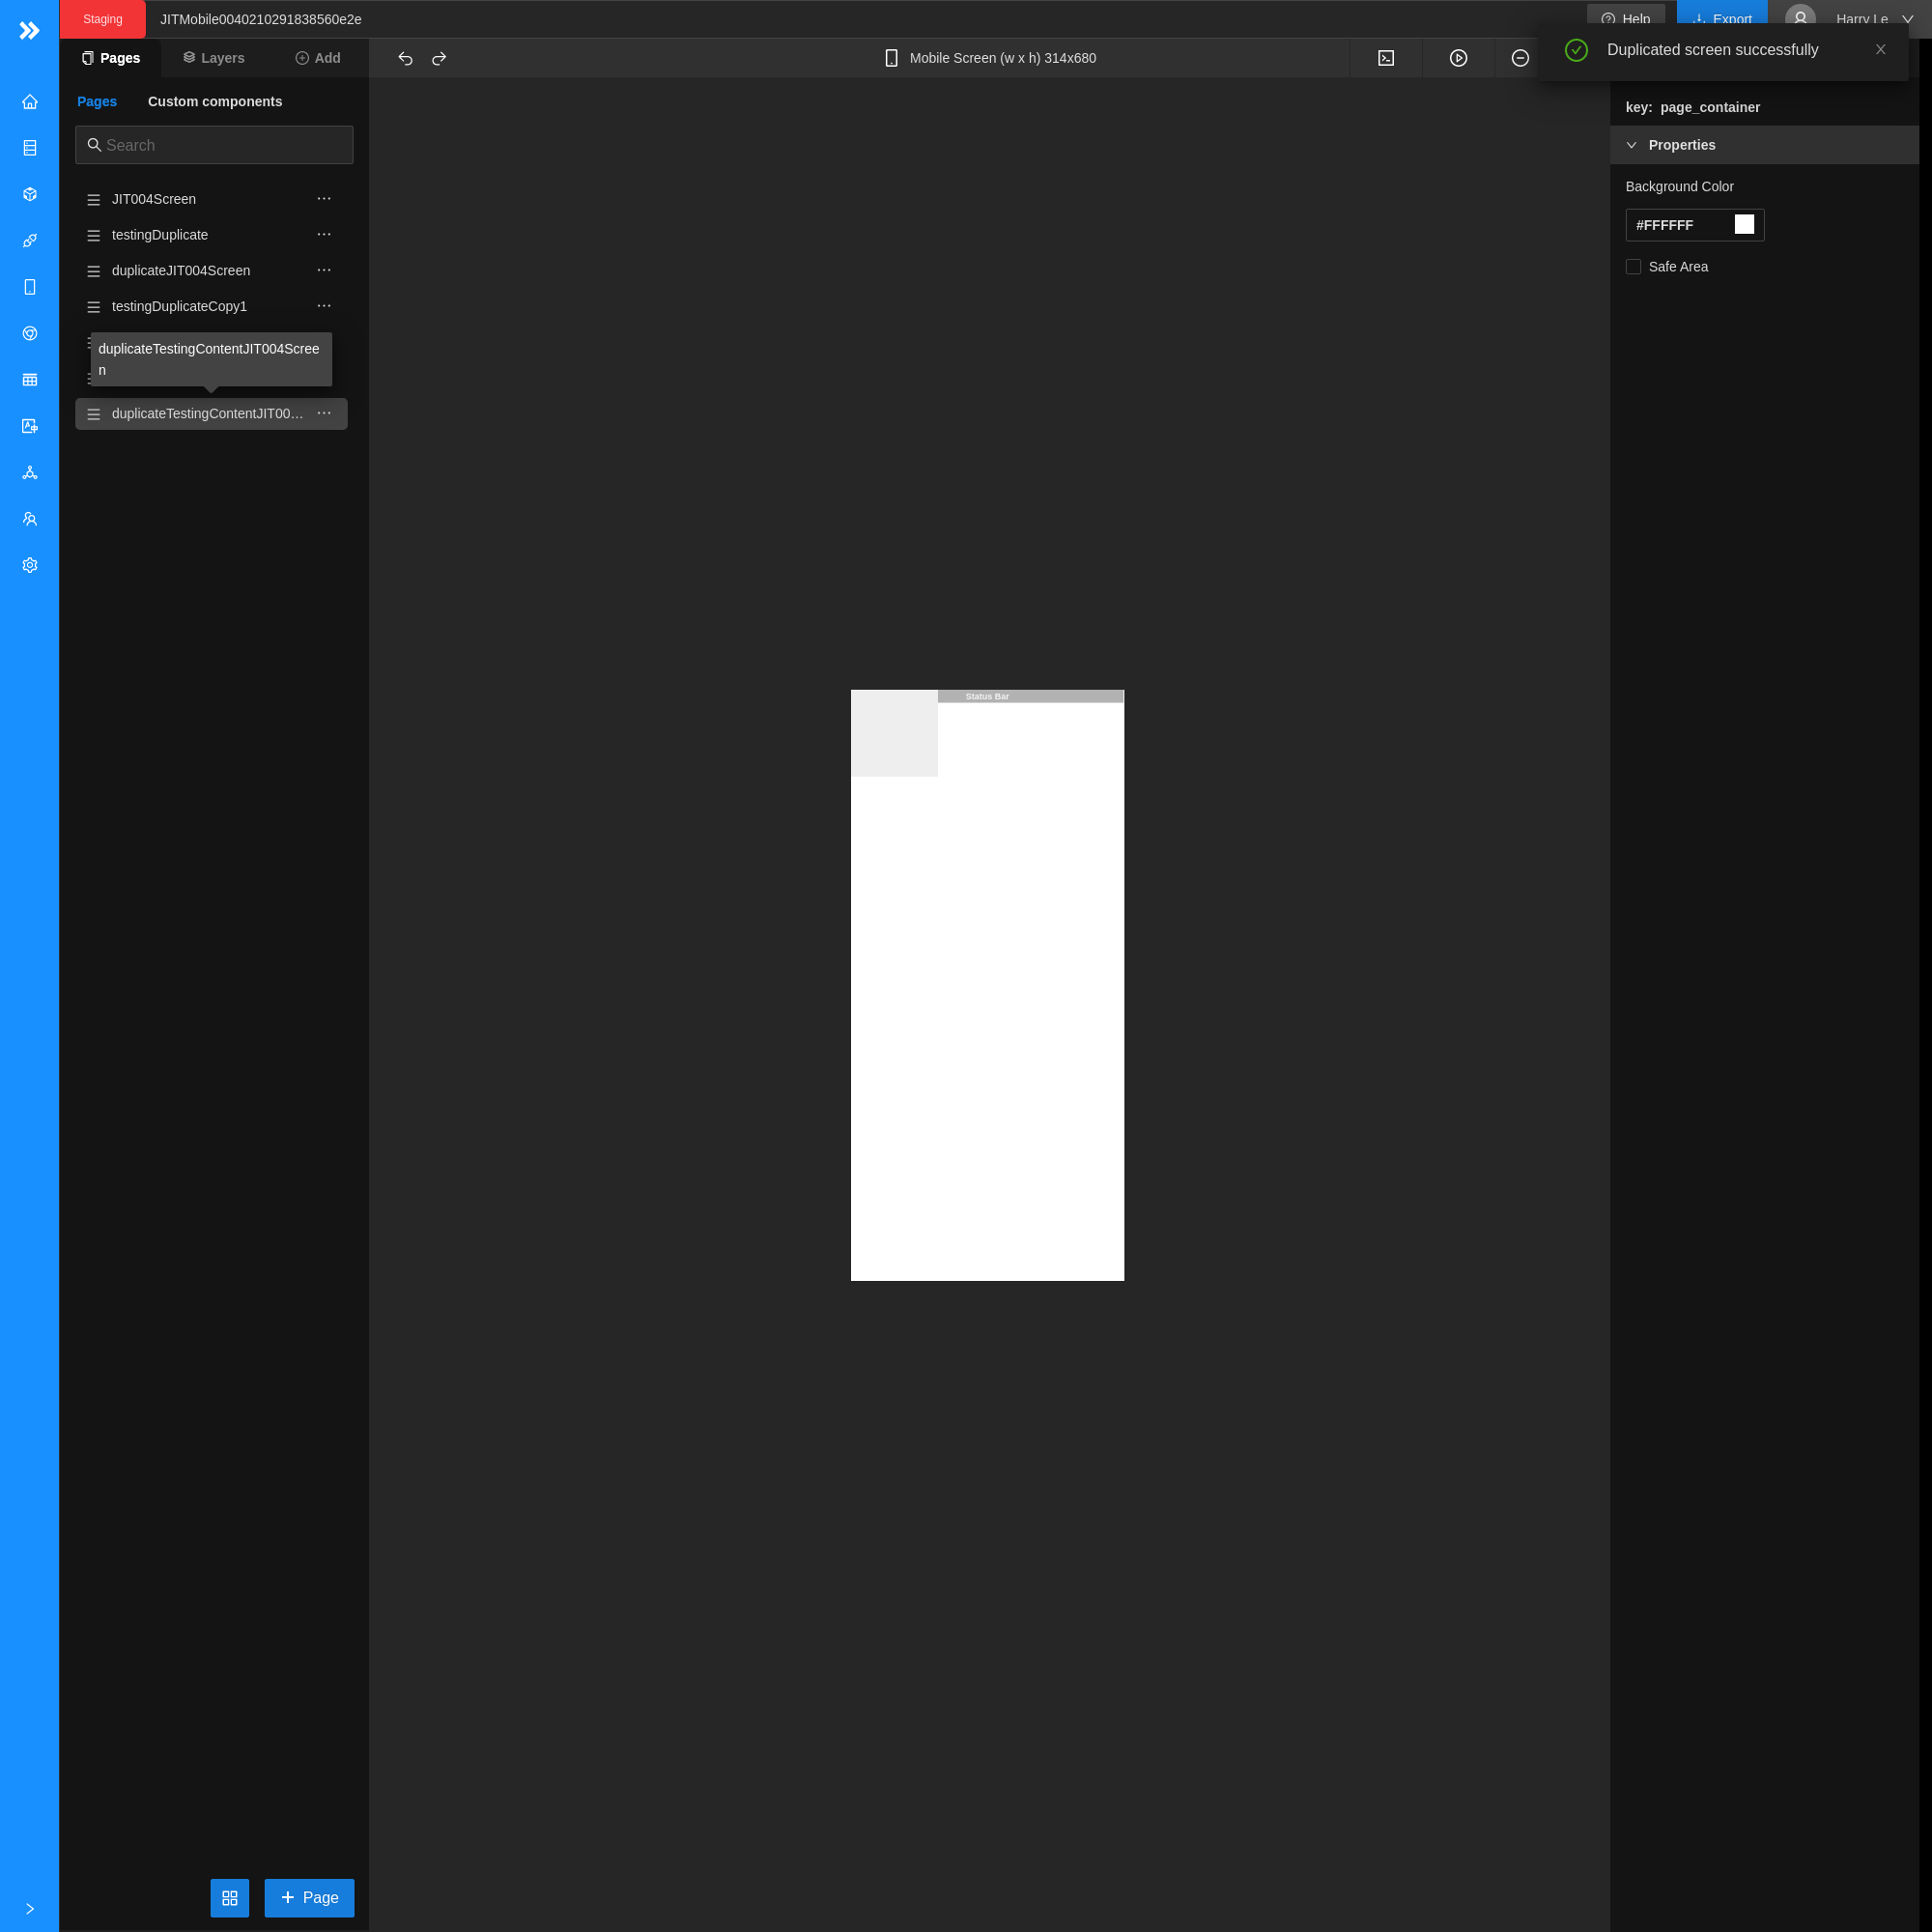 Staging
JITMobile0040210291838560e2e
Help
Export
Harry Le
Duplicated screen successfully
Pages
Layers
Add
Mobile Screen (w x h) 314x680
Pages
Custom components
key: page_container
Search
Properties
Background Color
#FFFFFF
Safe Area
JIT004Screen
testingDuplicate
duplicateJIT004Screen
testingDuplicateCopy1
duplicateTestingContentJIT004Scree
n
duplicateTestingContentJIT00...
Status Bar
Page